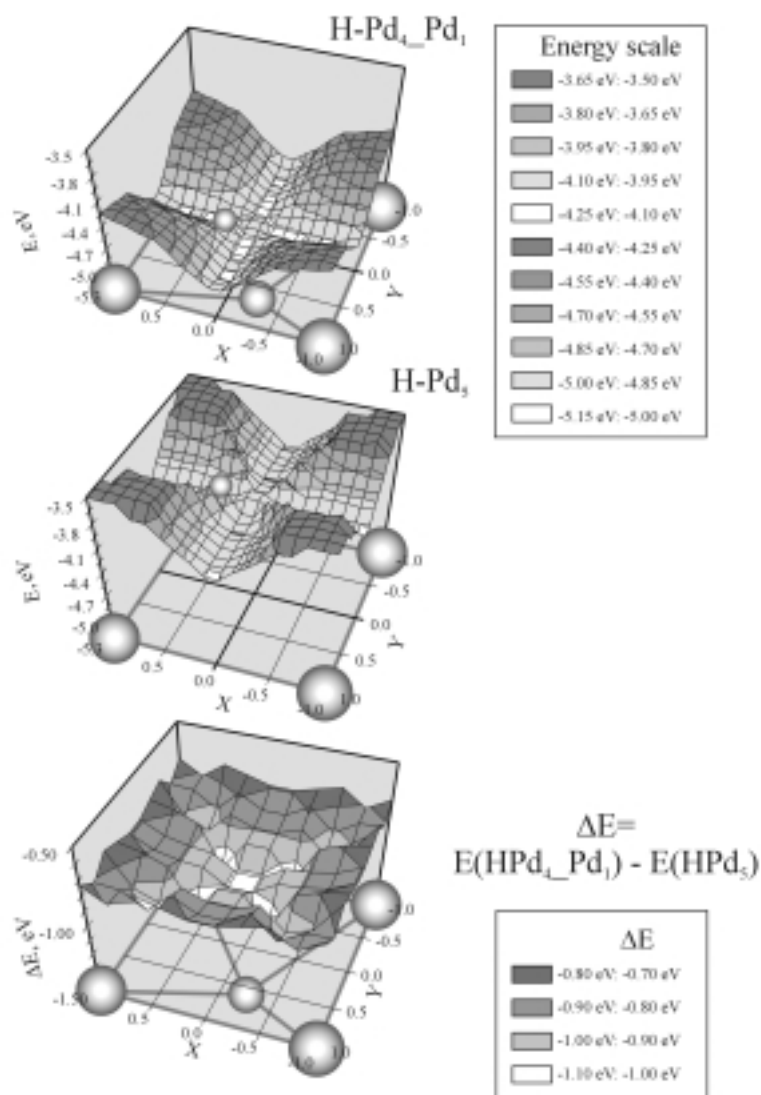 H-Pd₄_Pd₁
Energy scale
-3.65 eV: -3.50 eV
-3.80 eV: -3.65 eV
-3.95 eV: -3.80 eV
-4.10 eV: -3.95 eV
-4.25 eV: -4.10 eV
-4.40 eV: -4.25 eV
-4.55 eV: -4.40 eV
-4.70 eV: -4.55 eV
-4.85 eV: -4.70 eV
-5.00 eV: -4.85 eV
-5.15 eV: -5.00 eV
-3.5
-3.8
-4.1
-4.4
-4.7
-5.0
E, eV
0.5
0.0
-0.5
-1.0
X
-1.0
-0.5
0.0
0.5
1.0
Y
H-Pd₅
-3.5
-3.8
-4.1
-4.4
-4.7
-5.0
E, eV
0.5
0.0
-0.5
-1.0
X
-1.0
-0.5
0.0
0.5
1.0
Y
-0.50
-1.00
-1.50
ΔE, eV
0.5
0.0
-0.5
-1.0
X
-1.0
-0.5
0.0
0.5
1.0
Y
ΔE=
E(HPd₄_Pd₁) - E(HPd₅)
ΔE
-0.80 eV: -0.70 eV
-0.90 eV: -0.80 eV
-1.00 eV: -0.90 eV
-1.10 eV: -1.00 eV